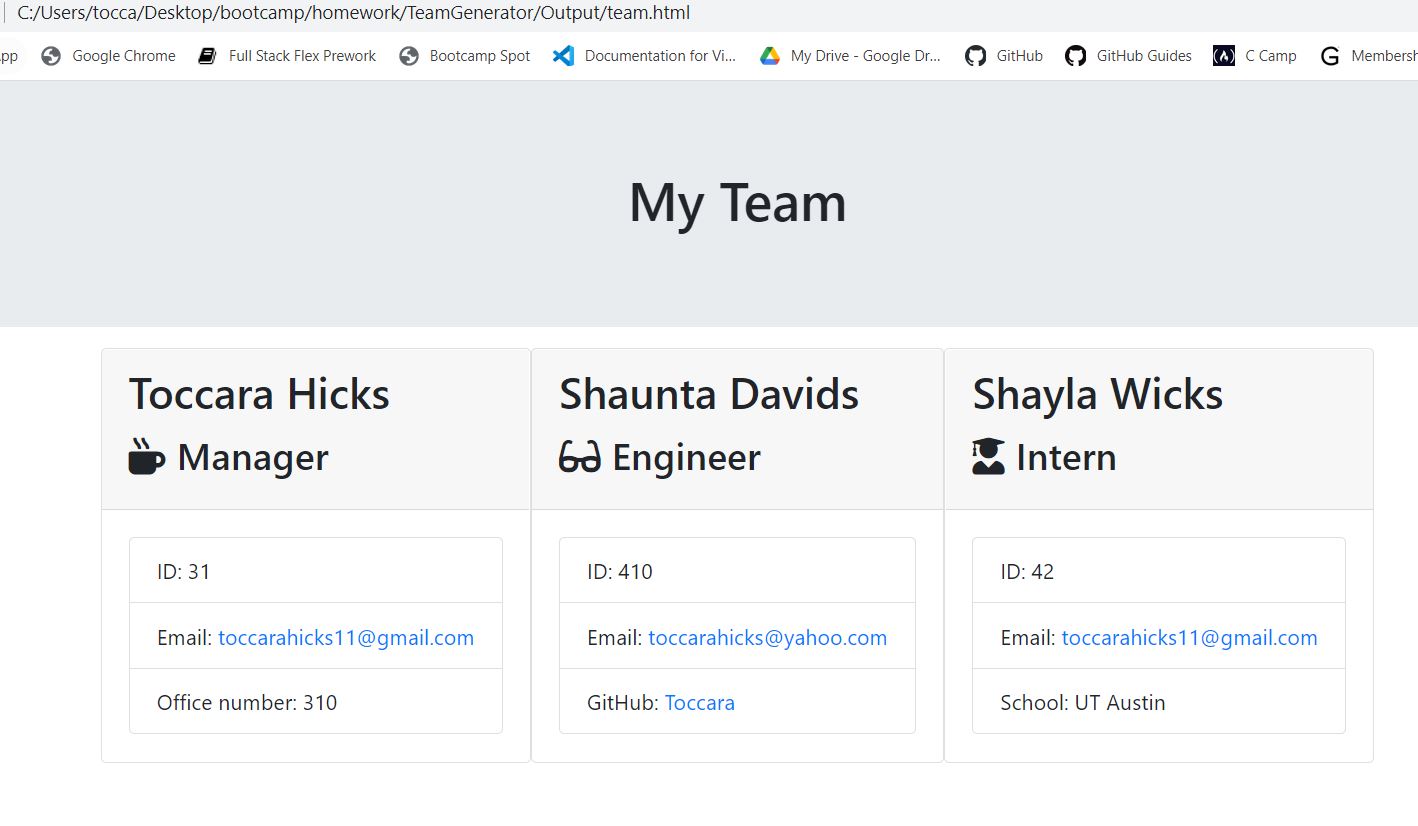 C:/Users/tocca/Desktop/bootcamp/homework/TeamGenerator/Output/team.html
Google Chrome Full Stack Flex Prework Bootcamp Spot Documentation for Vi... My Drive - Google Dr... GitHub GitHub Guides C Camp G
My Team
Toccara Hicks
Manager
ID: 31
Email: toccarahicks11@gmail.com
Office number: 310
Shaunta Davids
Engineer
ID: 410
Email: toccarahicks@yahoo.com
GitHub: Toccara
Shayla Wicks
Intern
ID: 42
Email: toccarahicks11@gmail.com
School: UT Austin